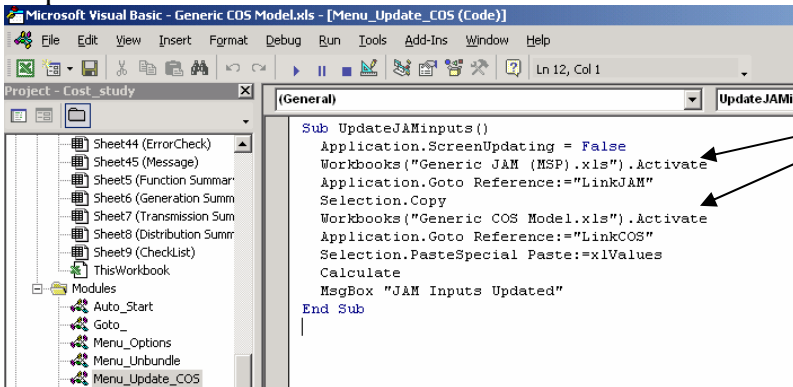 Microsoft Visual Basic - Generic COS Model.xls - [Menu_Update_COS (Code)]
File Edit View Insert Format Debug Run Tools Add-Ins Window Help
Ln 12, Col 1
Project - Cost_study
(General)
UpdateJAMi
Sheet44 (ErrorCheck)
Sheet45 (Message)
Sheet5 (Function Summar
Sheet6 (Generation Summ
Sheet7 (Transmission Sum
Sheet8 (Distribution Summ
Sheet9 (CheckList)
ThisWorkbook
Modules
Auto_Start
Goto_
Menu_Options
Menu_Unbundle
Menu_Update_COS
Sub UpdateJAMinputs()
Application.ScreenUpdating = False
Workbooks("Generic JAM (MSP).xls").Activate
Application.Goto Reference:="LinkJAM"
Selection.Copy
Workbooks("Generic COS Model.xls").Activate
Application.Goto Reference:="LinkCOS"
Selection.PasteSpecial Paste:=xlValues
Calculate
MsgBox "JAM Inputs Updated"
End Sub